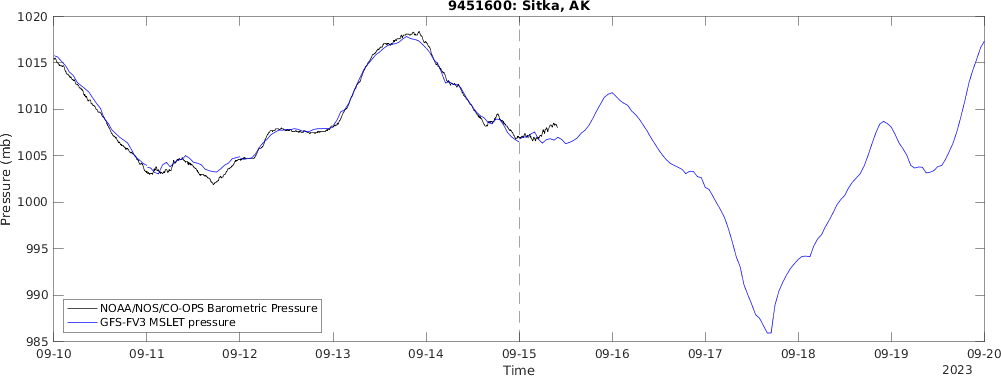 9451600: Sitka, AK
1020
1015
1010
1005
1000
995
990
985
Pressure (mb)
NOAA/NOS/CO-OPS Barometric Pressure
GFS-FV3 MSLET pressure
09-10 09-11 09-12 09-13 09-14 09-15 09-16 09-17 09-18 09-19 09-20
Time
2023